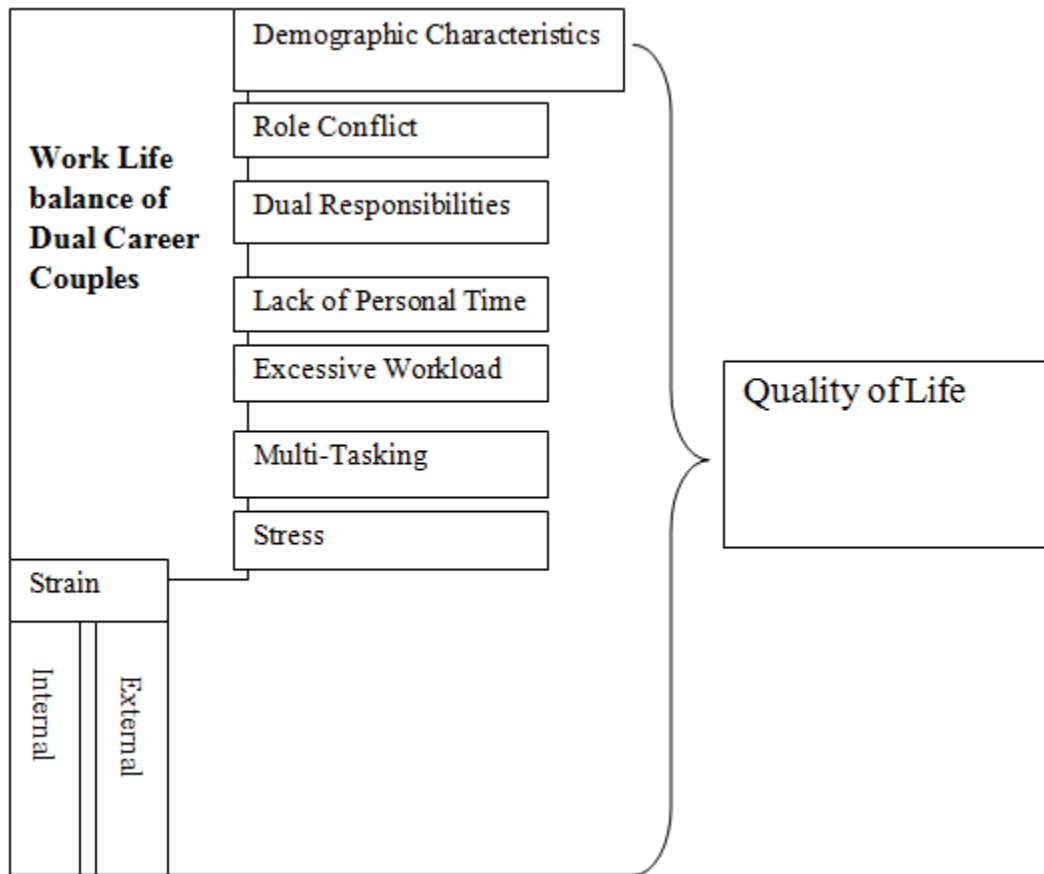 Demographic Characteristics
Role Conflict
Work Life
balance of
Dual Career
Couples
Dual Responsibilities
Lack of Personal Time
Excessive Workload
Quality of Life
Multi-Tasking
Stress
Strain
Internal
External